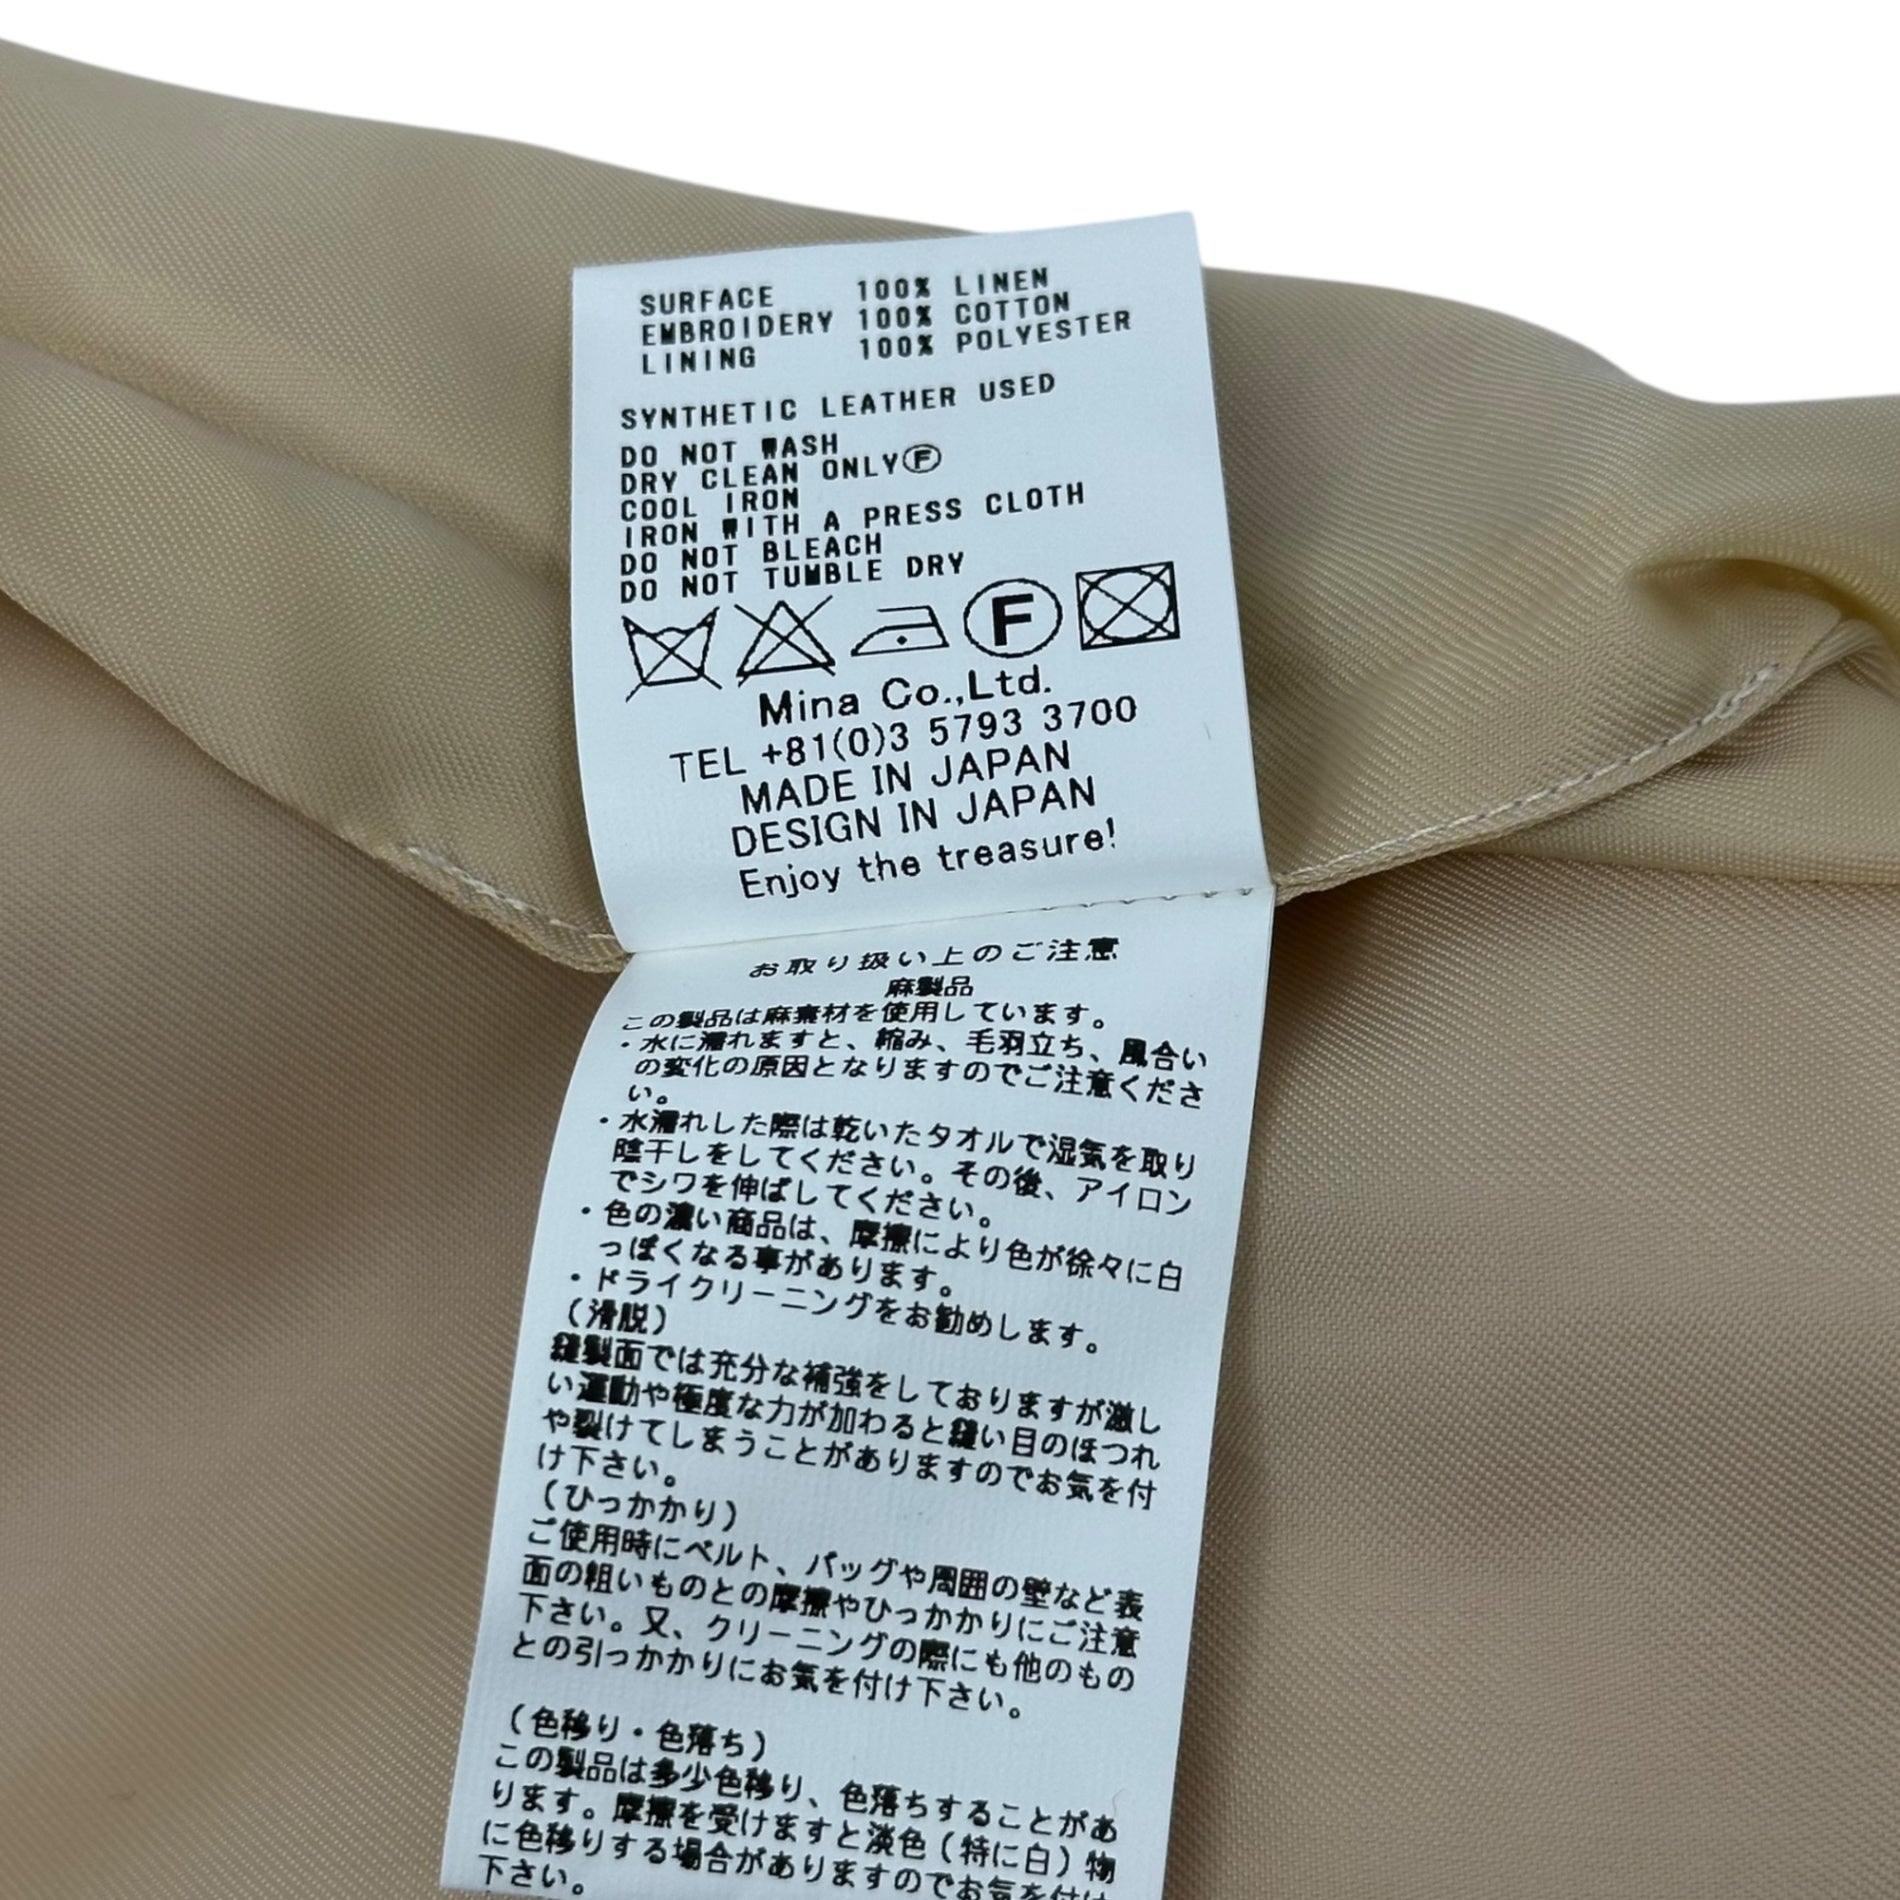 SURFACE 100% LINEN
EMBROIDERY 100% COTTON
LINING 100% POLYESTER
SYNTHETIC LEATHER USED
DO NOT WASH
DRY CLEAN ONLYⒻ
COOL IRON
IRON WITH A PRESS CLOTH
DO NOT BLEACH
DO NOT TUMBLE DRY
F
Mina Co.,Ltd.
TEL +81(0)3 5793 3700
MADE IN JAPAN
DESIGN IN JAPAN
Enjoy the treasure!
お取り扱い上のご注意
麻製品
この製品は麻素材を使用しています。
・水に濡れますと、縮み、毛羽立ち、風合い
の変化の原因となりますのでご注意くださ
い。
・水濡れした際は乾いたタオルで湿気を取り
陰干しをしてください。その後、アイロン
でシワを伸ばしてください。
・色の濃い商品は、摩擦により色が徐々に白
っぽくなる事があります。
・ドライクリーニングをお勧めします。
(滑脱)
縫製面では充分な補強をしておりますが激し
い運動や極度な力が加わると縫い目のほつれ
や裂けてしまうことがありますのでお気を付
け下さい。
(ひっかかり)
ご使用時にベルト、バッグや周囲の壁など表
面の粗いものとの摩擦やひっかかりにご注意
下さい。又、クリーニングの際にも他のもの
との引っかかりにお気を付け下さい。
(色移り・色落ち)
この製品は多少色移り、色落ちすることがあ
ります。摩擦を受けますと淡色(特に白)物
に色移りする場合がありますのでお気を付け
下さい。